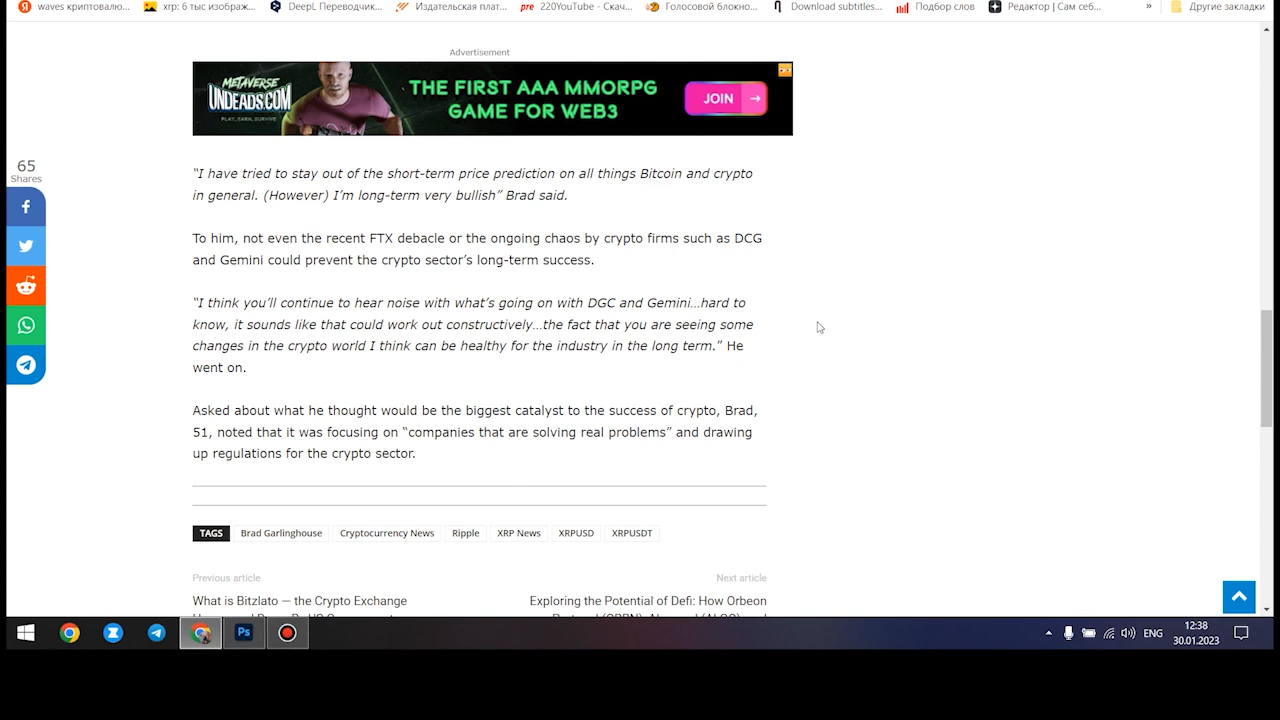 waves криптовалю...
xrp: 6 тыс изображ...
DeepL Переводчик...
Издательская плат...
pre 220YouTube - Скач...
Голосовой блокно...
Download subtitles...
Подбор слов
Редактор | Сам себ...
»
Другие закладки
Advertisement
METAVERSE
UNDEADS.COM
PLAY. EARN. SURVIVE
THE FIRST AAA MMORPG
GAME FOR WEB3
JOIN →
65
Shares
“I have tried to stay out of the short-term price prediction on all things Bitcoin and crypto
in general. (However) I’m long-term very bullish” Brad said.
To him, not even the recent FTX debacle or the ongoing chaos by crypto firms such as DCG
and Gemini could prevent the crypto sector’s long-term success.
“I think you’ll continue to hear noise with what’s going on with DGC and Gemini…hard to
know, it sounds like that could work out constructively…the fact that you are seeing some
changes in the crypto world I think can be healthy for the industry in the long term.” He
went on.
Asked about what he thought would be the biggest catalyst to the success of crypto, Brad,
51, noted that it was focusing on “companies that are solving real problems” and drawing
up regulations for the crypto sector.
TAGS Brad Garlinghouse Cryptocurrency News Ripple XRP News XRPUSD XRPUSDT
Previous article
Next article
What is Bitzlato — the Crypto Exchange
Exploring the Potential of Defi: How Orbeon
Ps
ENG
12:38
30.01.2023